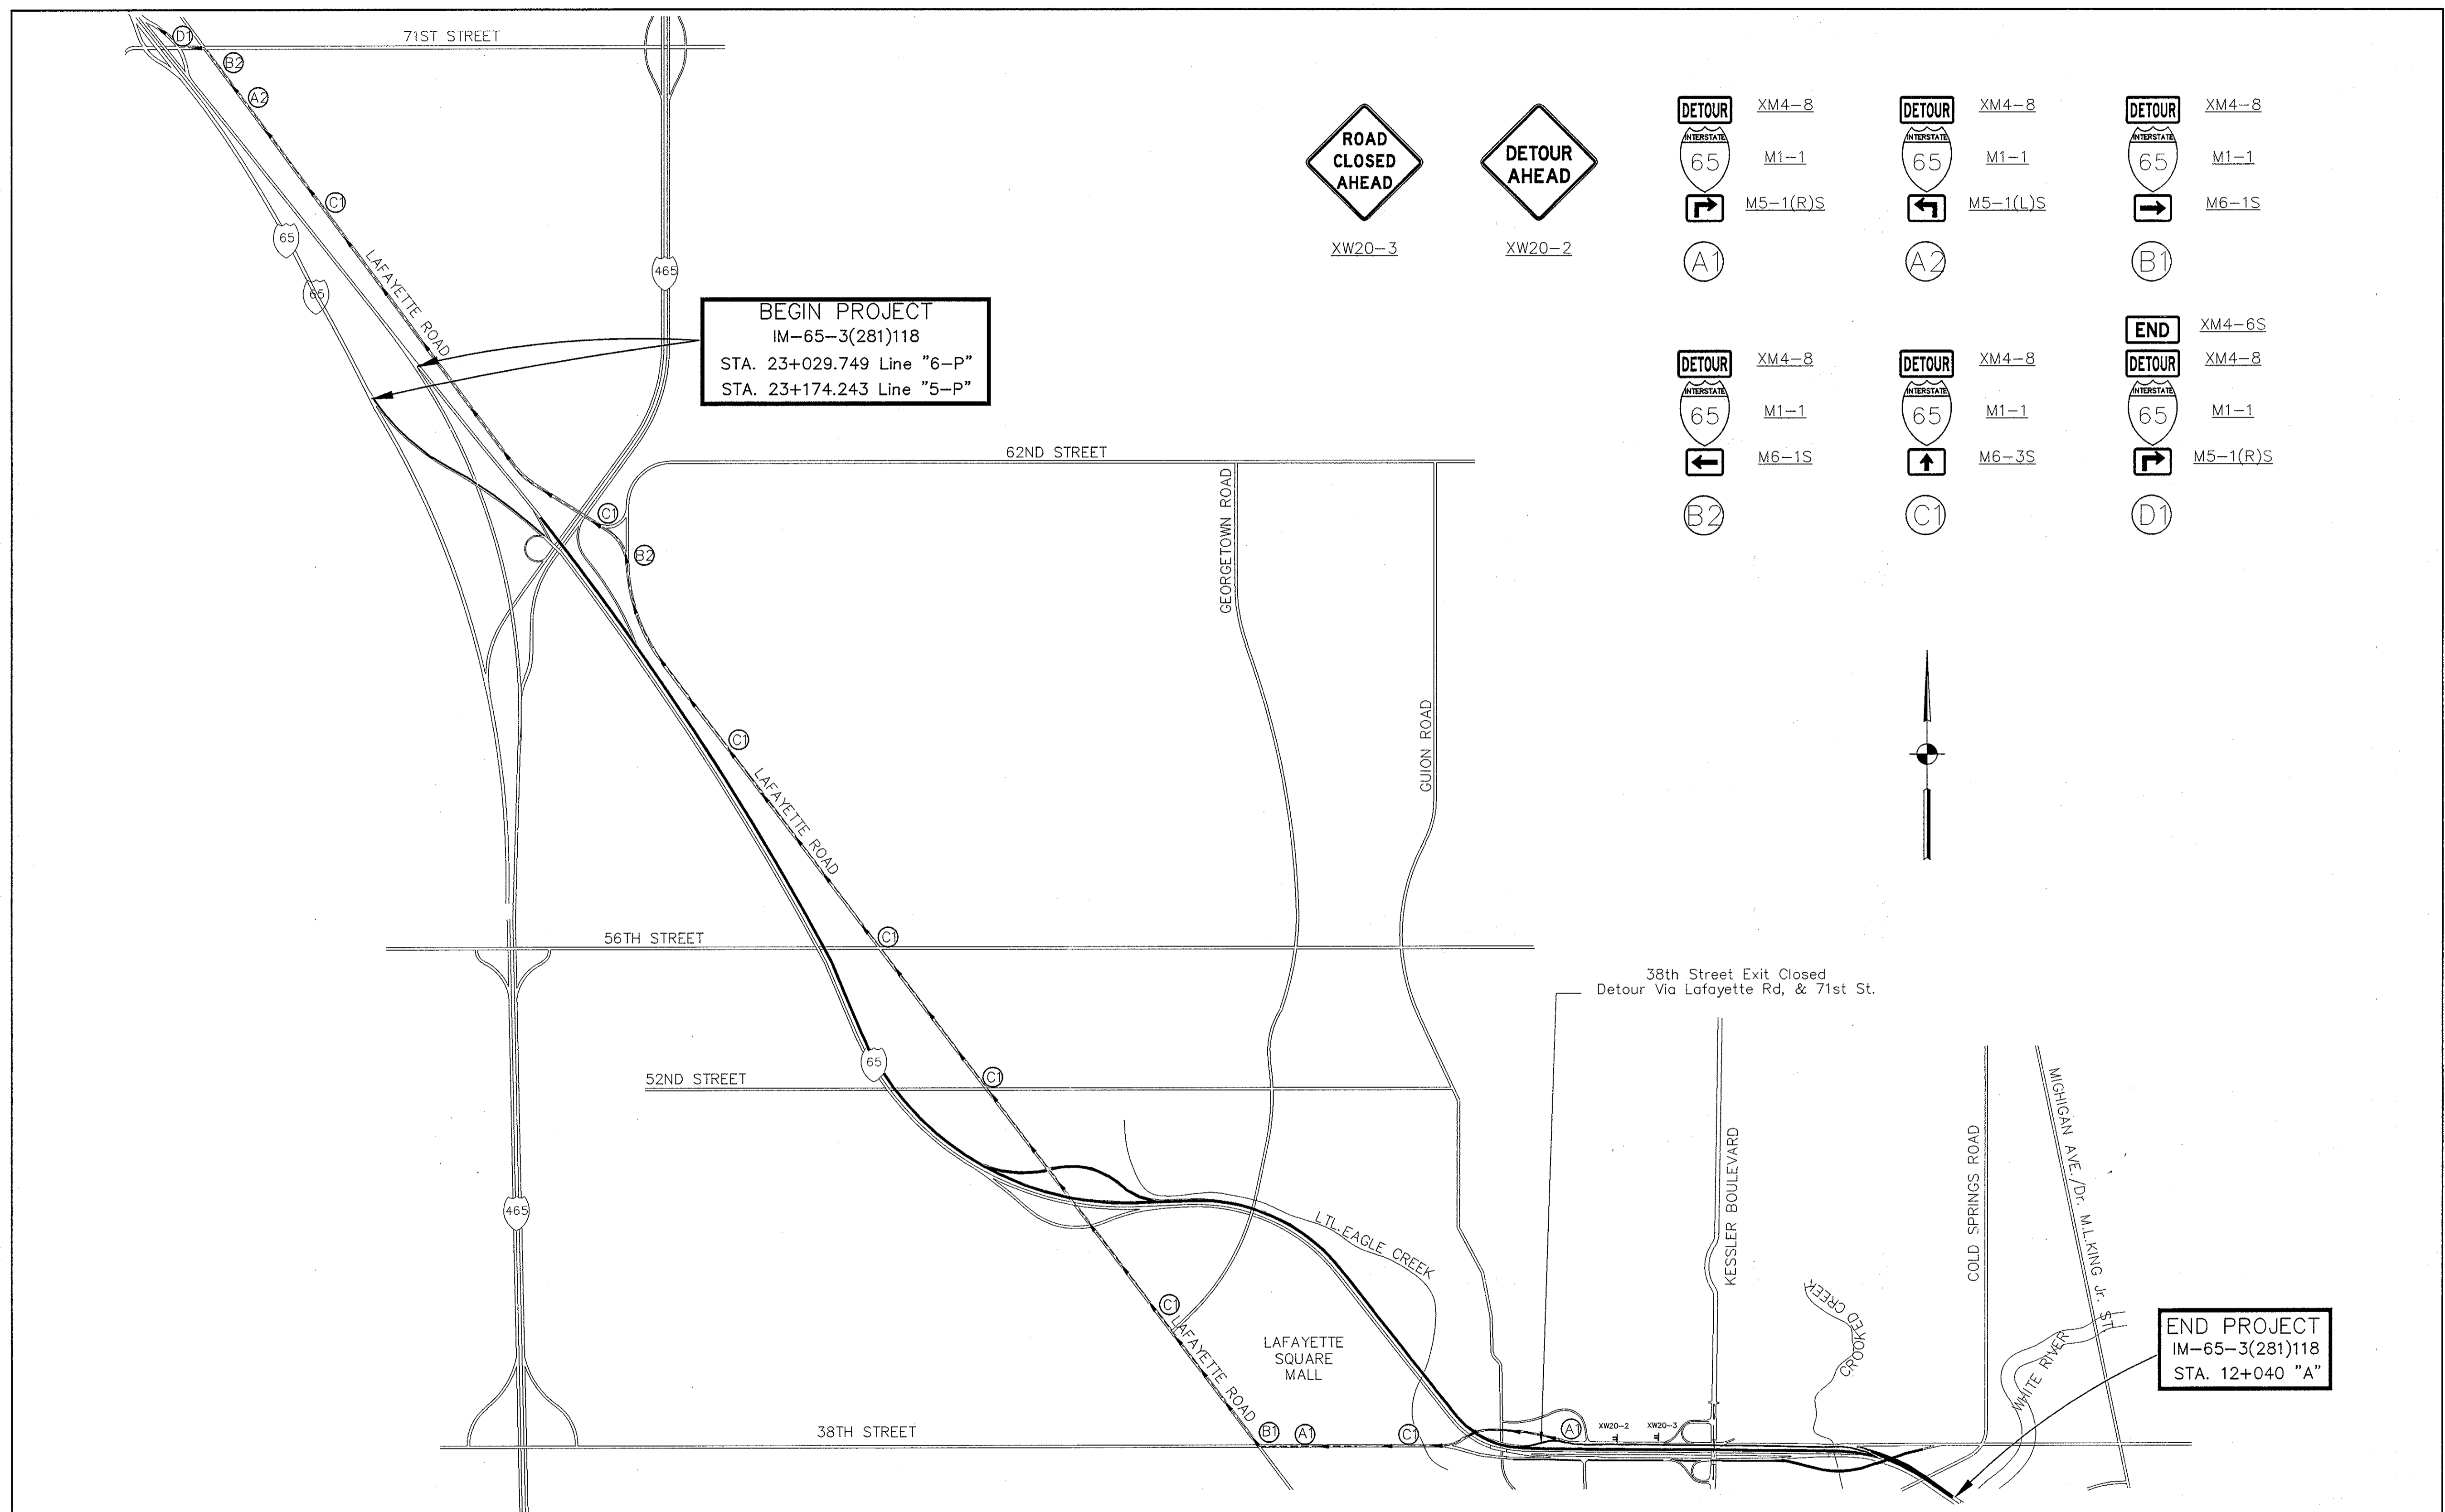 71ST STREET
D1
B2
A2
C1
65
65
LAFAYETTE ROAD
465
BEGIN PROJECT
IM-65-3(281)118
STA. 23+029.749 Line "6-P"
STA. 23+174.243 Line "5-P"
ROAD
CLOSED
AHEAD
XW20-3
DETOUR
AHEAD
XW20-2
DETOUR XM4-8
INTERSTATE
65 M1-1
M5-1(R)S
A1
DETOUR XM4-8
INTERSTATE
65 M1-1
M5-1(L)S
A2
DETOUR XM4-8
INTERSTATE
65 M1-1
M6-1S
B1
DETOUR XM4-8
INTERSTATE
65 M1-1
M6-1S
B2
DETOUR XM4-8
INTERSTATE
65 M1-1
M6-3S
C1
END XM4-6S
DETOUR XM4-8
INTERSTATE
65 M1-1
M5-1(R)S
D1
62ND STREET
C1
B2
GEORGETOWN ROAD
GUION ROAD
C1
LAFAYETTE ROAD
56TH STREET
C1
38th Street Exit Closed
Detour Via Lafayette Rd, & 71st St.
65
52ND STREET
C1
465
LTL.EAGLE CREEK
KESSLER BOULEVARD
CROOKED CREEK
COLD SPRINGS ROAD
MIGHIGAN AVE./Dr. M.L.KING Jr. ST.
WHITE RIVER
C1
LAFAYETTE ROAD
LAFAYETTE
SQUARE
MALL
END PROJECT
IM-65-3(281)118
STA. 12+040 "A"
38TH STREET
B1
A1
C1
A1
XW20-2
XW20-3